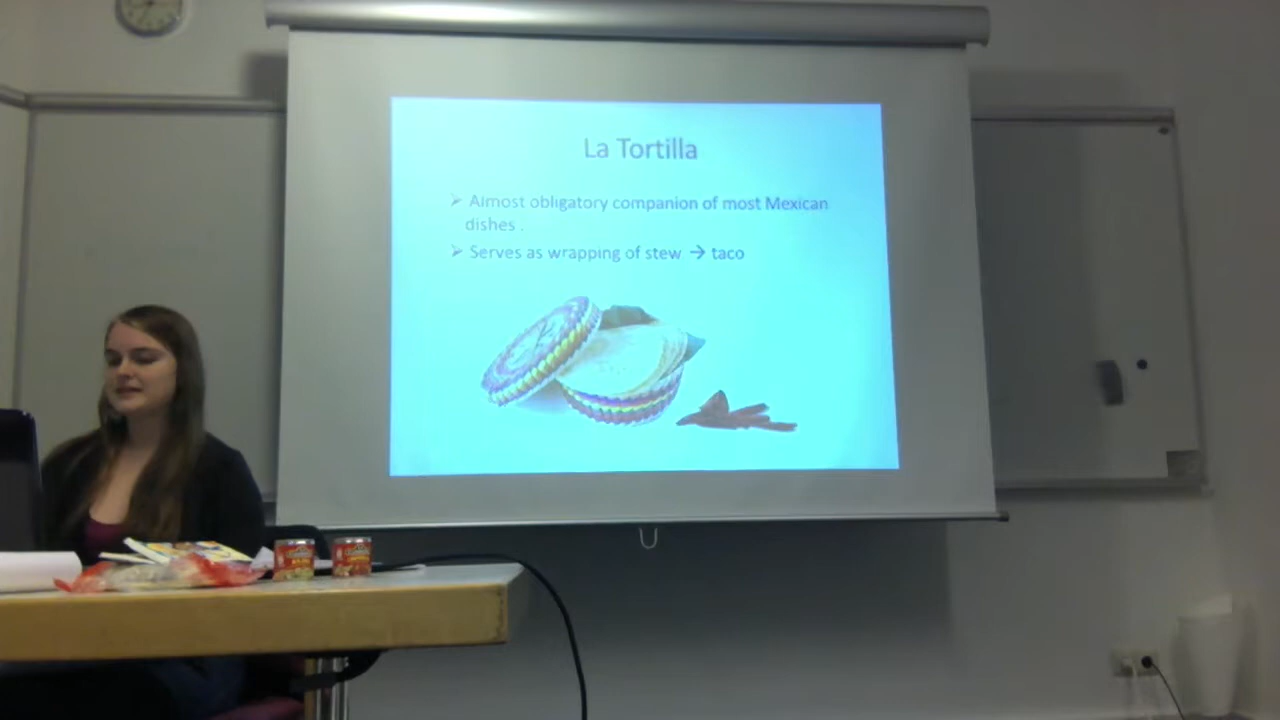 La Tortilla
➢ Almost obligatory companion of most Mexican
dishes .
➢ Serves as wrapping of stew → taco